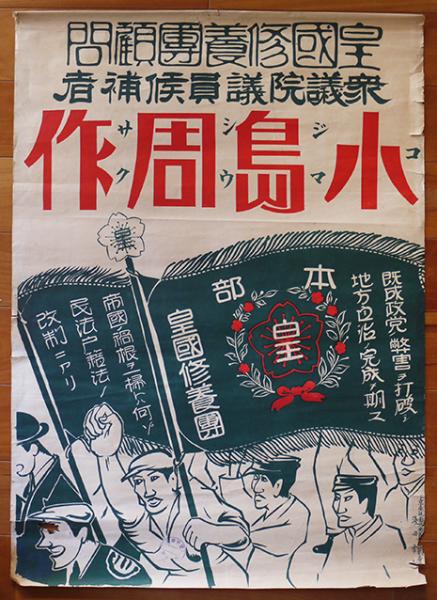 皇國修養團顧問
衆議院議員候補者
小島周作
コジマシウサク
本部
皇
皇國修養團
既成政党ノ弊害ヲ打破シ
地方自治ノ完成ヲ期ス
帝國ノ禍根ヲ掃ハ何ゾ
民法戸籍法ノ
改制ニアリ